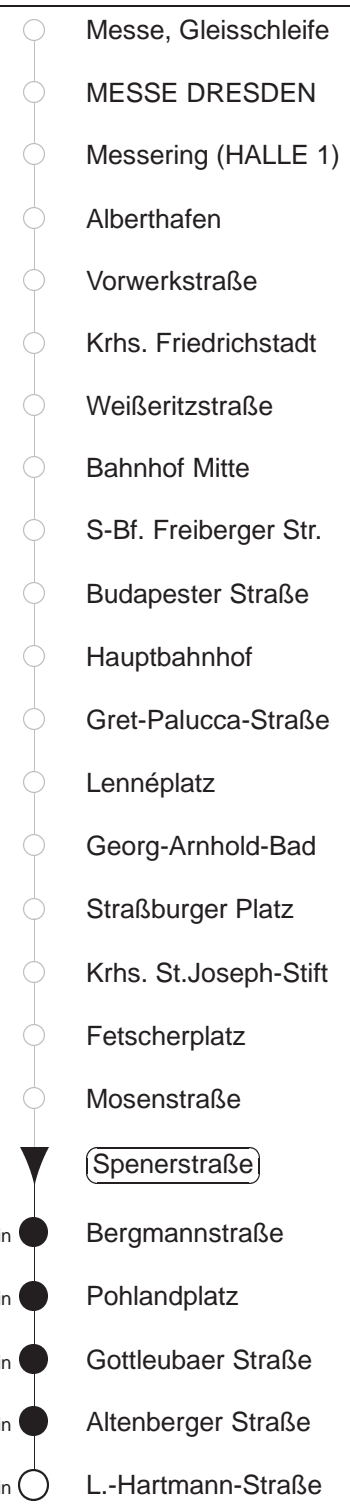 Messe, Gleisschleife
MESSE DRESDEN
Messering (HALLE 1)
Alberthafen
Vorwerkstraße
Krhs. Friedrichstadt
Weißeritzstraße
Bahnhof Mitte
S-Bf. Freiberger Str.
Budapester Straße
Hauptbahnhof
Gret-Palucca-Straße
Lennéplatz
Georg-Arnhold-Bad
Straßburger Platz
Krhs. St.Joseph-Stift
Fetscherplatz
Mosenstraße
Spenerstraße
Bergmannstraße
Pohlandplatz
Gottleubaer Straße
Altenberger Straße
L.-Hartmann-Straße